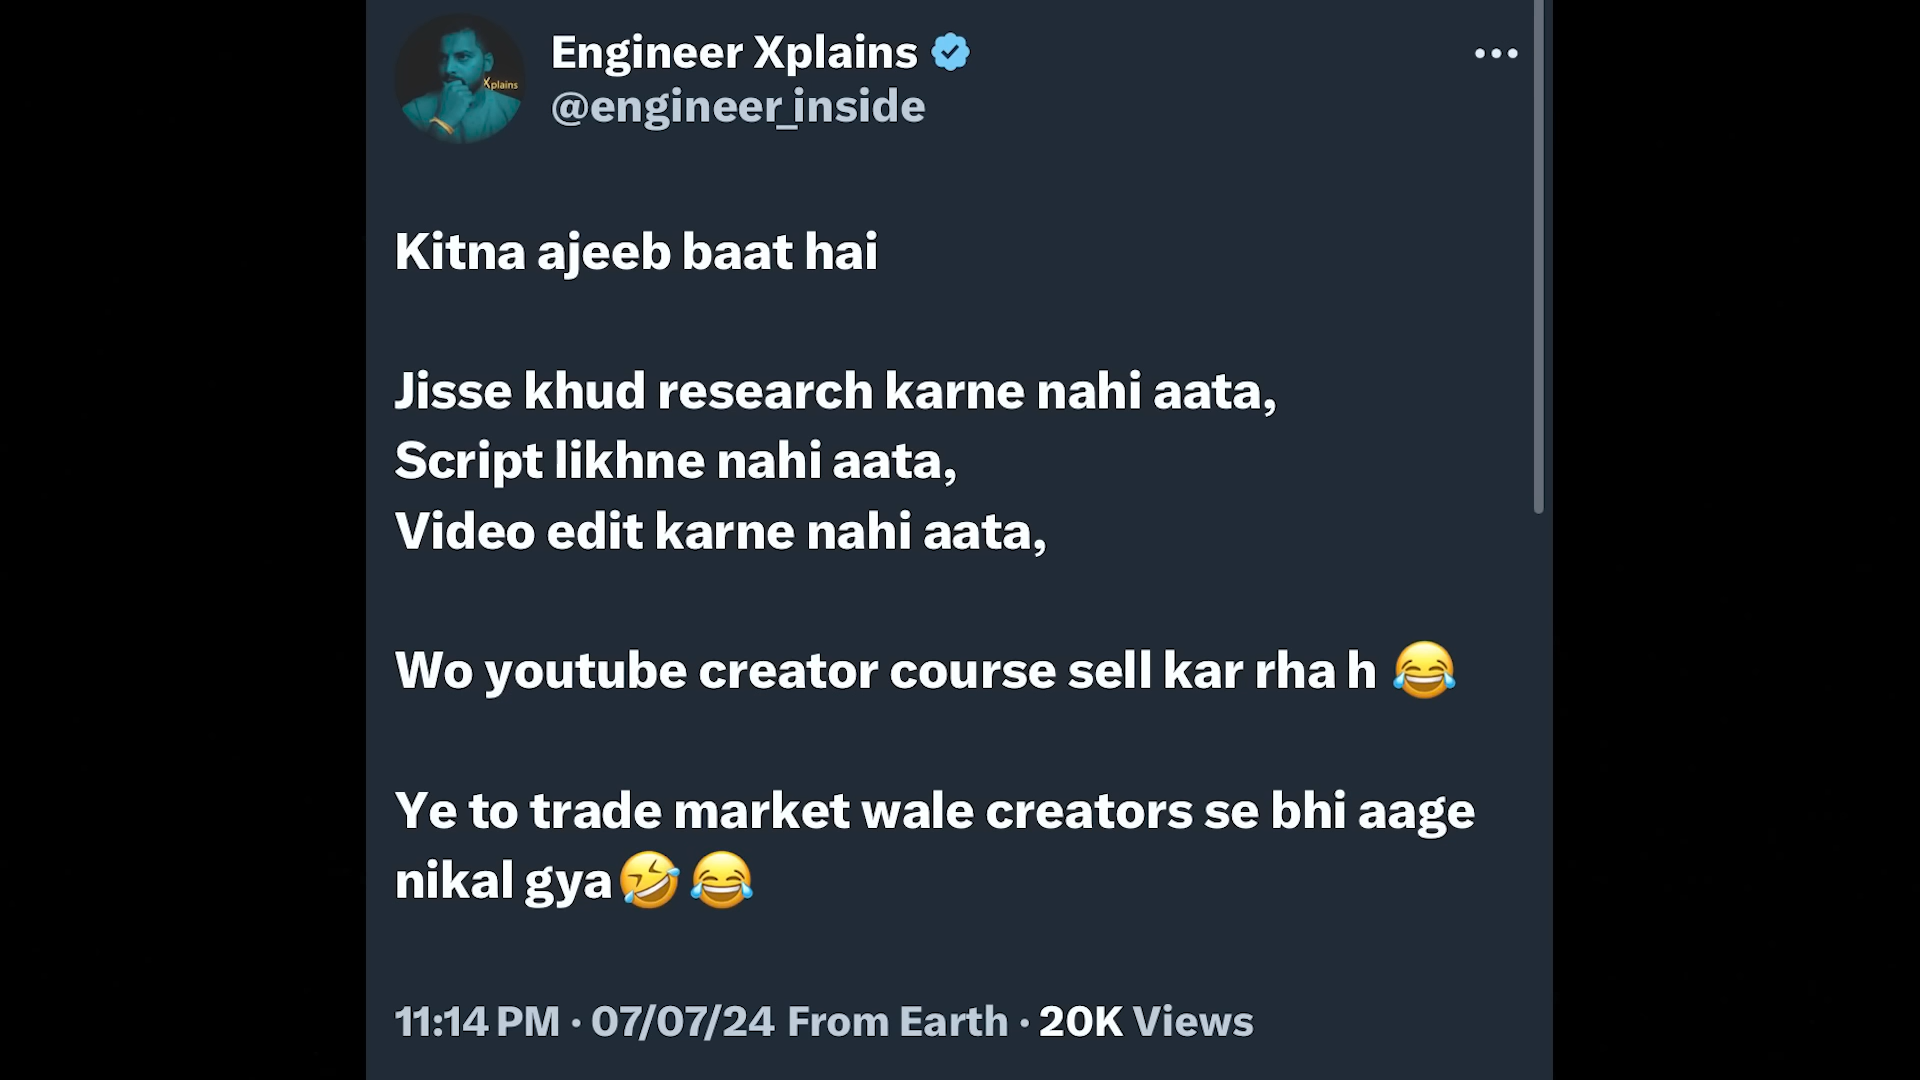 Engineer Xplains
@engineer_inside
Xplains
Kitna ajeeb baat hai
Jisse khud research karne nahi aata,
Script likhne nahi aata,
Video edit karne nahi aata,
Wo youtube creator course sell kar rha h 😂
Ye to trade market wale creators se bhi aage
nikal gya🤣😂
11:14 PM · 07/07/24 From Earth · 20K Views